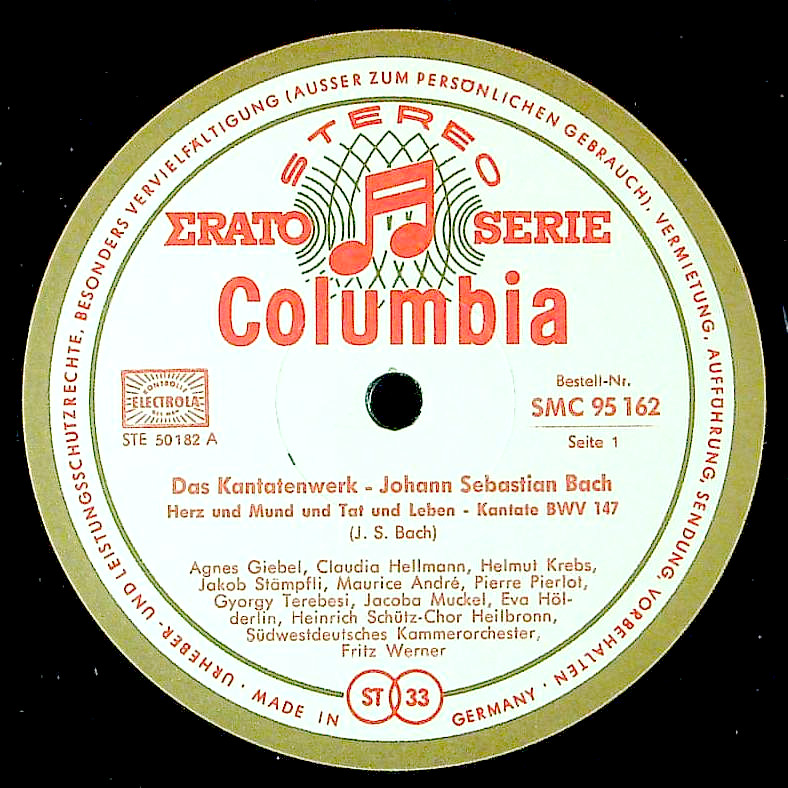 URHEBER- UND LEISTUNGSSCHUTZRECHTE, BESONDERS VERVIELFÄLTIGUNG (AUSSER ZUM PERSÖNLICHEN GEBRAUCH), VERMIETUNG, AUFFÜHRUNG, SENDUNG, VORBEHALTEN
STEREO
ΣRATO SERIE
Columbia
KONTROLLE
ELECTROLA
STE 50182 A
Bestell-Nr.
SMC 95 162
Seite 1
Das Kantatenwerk - Johann Sebastian Bach
Herz und Mund und Tat und Leben - Kantate BWV 147
(J. S. Bach)
Agnes Giebel, Claudia Hellmann, Helmut Krebs,
Jakob Stämpfli, Maurice André, Pierre Pierlot,
Gyorgy Terebesi, Jacoba Muckel, Eva Höl-
derlin, Heinrich Schütz-Chor Heilbronn,
Südwestdeutsches Kammerorchester,
Fritz Werner
ST 33
· MADE IN GERMANY ·